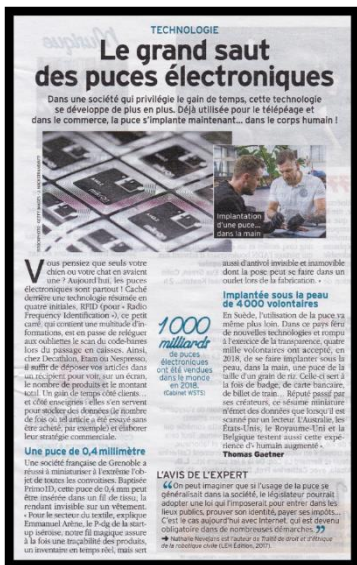 TECHNOLOGIE
Le grand saut
des puces électroniques
Dans une société qui privilégie le gain de temps, cette technologie
se développe de plus en plus. Déjà utilisée pour le télépéage et
dans le commerce, la puce s'implante maintenant... dans le corps humain !
Implantation
d'une puce...
dans la main
Vous pensiez que seuls votre
chien ou votre chat en avaient
une ? Aujourd'hui, les puces
électroniques sont partout ! Caché
derrière une technologie résumée en
quatre initiales, RFID (pour « Radio
Frequency Identification »), ce petit
carré, qui contient une multitude d'in-
formations, est en passe de reléguer
aux oubliettes le scan du code-barres
lors du passage en caisses. Ainsi,
chez Decathlon, Etam ou Nespresso,
il suffit de déposer vos articles dans
un récipient pour voir, sur un écran,
le nombre de produits et le montant
total. Un gain de temps côté clients...
et côté enseignes : elles s'en servent
pour stocker des données (le nombre
de fois où tel article a été essayé sans
être acheté, par exemple) et élaborer
leur stratégie commerciale.
Une puce de 0,4 millimètre
Une société française de Grenoble a
réussi à miniaturiser à l'extrême l'ob-
jet de toutes les convoitises. Baptisée
Primo1D, cette puce de 0,4 mm peut
être insérée dans un fil de tissu, la
rendant invisible sur un vêtement.
« Pour le secteur du textile, explique
Emmanuel Arène, le P-dg de la start-
up iséroise, notre fil magique assure
à la fois une traçabilité des produits,
un inventaire en temps réel, mais sert
1000
milliards
de puces
électroniques
ont été vendues
dans le monde
en 2018.
(Cabinet WSTS)
aussi d'antivol invisible et inamovible
dont la pose peut se faire dans un
ourlet lors de la fabrication. »
Implantée sous la peau
de 4000 volontaires
En Suède, l'utilisation de la puce va
même plus loin. Dans ce pays féru
de nouvelles technologies et rompu
à l'exercice de la transparence, quatre
mille volontaires ont accepté, en
2018, de se faire implanter sous la
peau, dans la main, une puce de la
taille d'un grain de riz. Celle-ci sert à
la fois de badge, de carte bancaire,
de billet de train... Réputé passif par
ses créateurs, ce sésame miniature
n'émet des données que lorsqu'il est
scanné par un lecteur. L'Australie, les
États-Unis, le Royaume-Uni et la
Belgique testent aussi cette expé-
rience d'« humain augmenté ».
Thomas Gaetner
L'AVIS DE L'EXPERT
“On peut imaginer que si l'usage de la puce se
généralisait dans la société, le législateur pourrait
adopter une loi qui l'imposerait pour entrer dans les
lieux publics, prouver son identité, payer ses impôts...
C'est le cas aujourd'hui avec Internet, qui est devenu
obligatoire dans de nombreuses démarches. ”
→ Nathalie Nevejans est l'auteur du Traité de droit et d'éthique
de la robotique civile (LEH Édition, 2017).